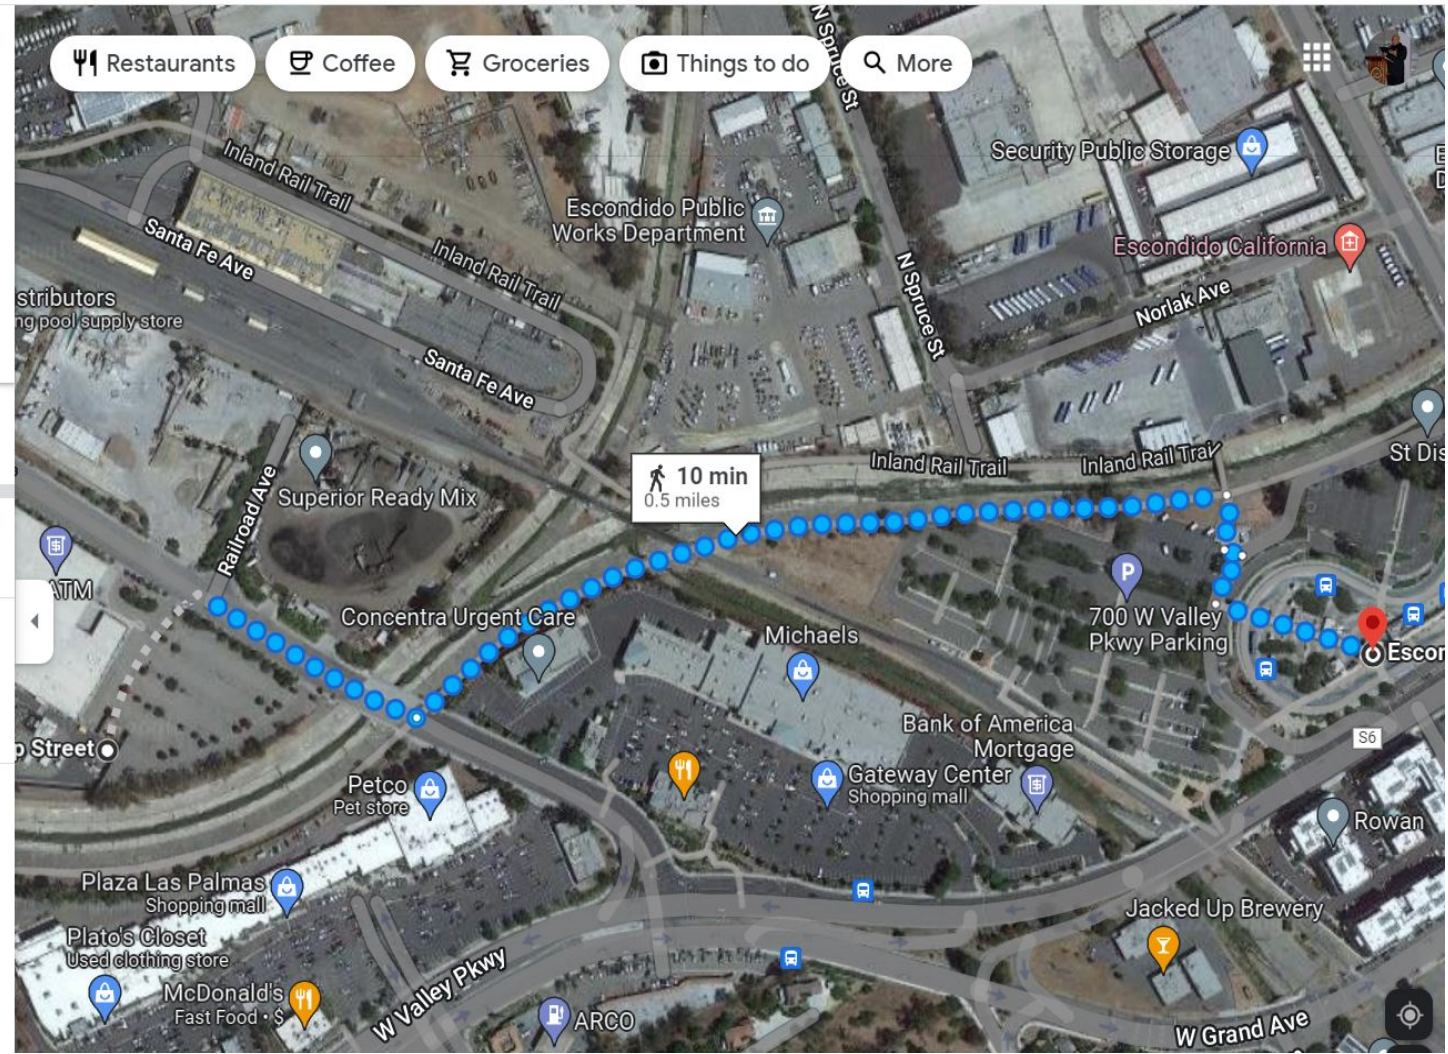 Restaurants
Coffee
Groceries
Things to do
More
N Spruce St
Security Public Storage
Inland Rail Trail
Escondido Public
Works Department
Santa Fe Ave
Inland Rail Trail
Escondido California
N Spruce St
Norlak Ave
stributors
ng pool supply store
Santa Fe Ave
Inland Rail Trail
Inland Rail Trail
St Dis
10 min
0.5 miles
Superior Ready Mix
Railroad Ave
ATM
Concentra Urgent Care
P
700 W Valley
Pkwy Parking
Michaels
Escon
Bank of America
Mortgage
S6
p Street
Gateway Center
Shopping mall
Petco
Pet store
Rowan
Plaza Las Palmas
Shopping mall
Jacked Up Brewery
Plato's Closet
Used clothing store
McDonald's
Fast Food · $
W Valley Pkwy
ARCO
W Grand Ave